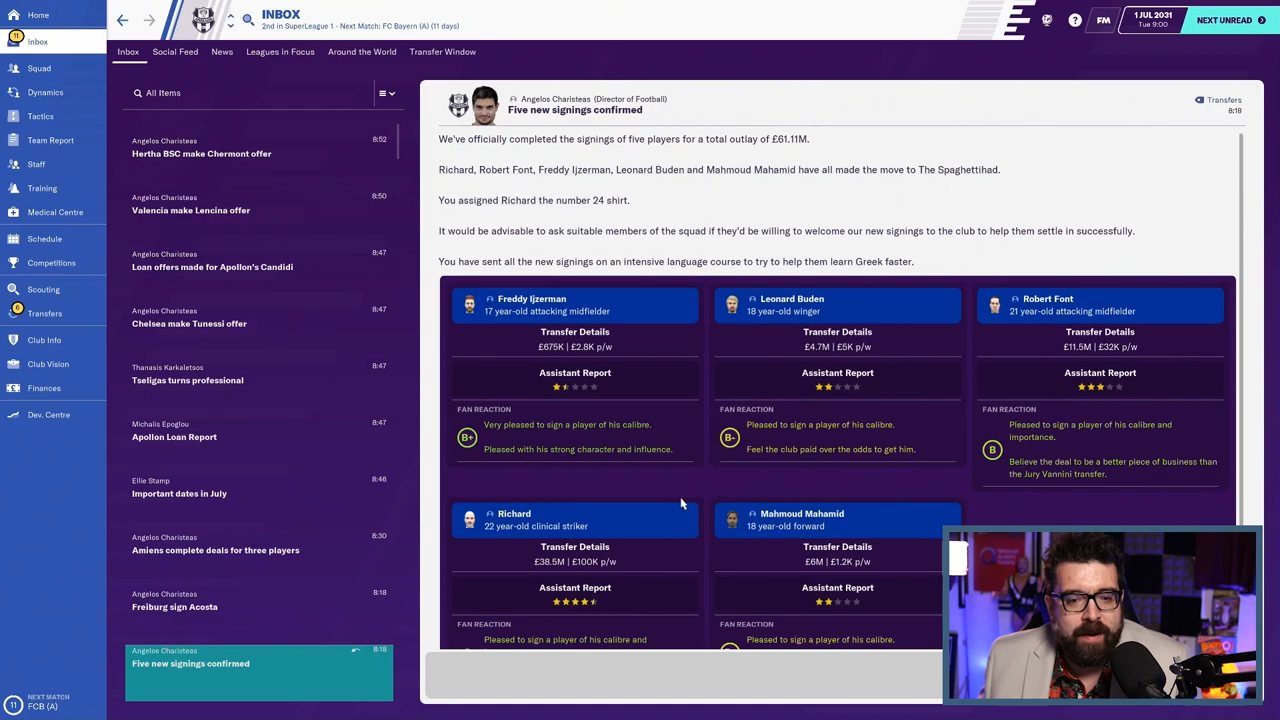 Home
11
Inbox
Squad
Dynamics
Tactics
Team Report
Staff
Training
Medical Centre
Schedule
Competitions
Scouting
6
Transfers
Club Info
Club Vision
Finances
Dev. Centre
11
NEXT MATCH
FCB (A)
INBOX
2nd in SuperLeague 1 - Next Match: FC Bayern (A) (11 days)
?
FM
1 JUL 2031
Tue 9:00
NEXT UNREAD
Inbox
Social Feed
News
Leagues in Focus
Around the World
Transfer Window
All Items
Angelos Charisteas
8:52
Hertha BSC make Chermont offer
Angelos Charisteas
8:50
Valencia make Lencina offer
Angelos Charisteas
8:47
Loan offers made for Apollon's Candidi
Angelos Charisteas
8:47
Chelsea make Tunessi offer
Thanasis Karkaletsos
8:47
Tseligas turns professional
Michalis Epoglou
8:47
Apollon Loan Report
Ellie Stamp
8:46
Important dates in July
Angelos Charisteas
8:30
Amiens complete deals for three players
Angelos Charisteas
8:18
Freiburg sign Acosta
Angelos Charisteas
8:18
Five new signings confirmed
Angelos Charisteas (Director of Football)
Five new signings confirmed
Transfers
8:18
We've officially completed the signings of five players for a total outlay of £61.11M.
Richard, Robert Font, Freddy Ijzerman, Leonard Buden and Mahmoud Mahamid have all made the move to The Spaghettihad.
You assigned Richard the number 24 shirt.
It would be advisable to ask suitable members of the squad if they'd be willing to welcome our new signings to the club to help them settle in successfully.
You have sent all the new signings on an intensive language course to try to help them learn Greek faster.
Freddy Ijzerman
17 year-old attacking midfielder
Transfer Details
£675K | £2.8K p/w
Assistant Report
FAN REACTION
B+
Very pleased to sign a player of his calibre.
Pleased with his strong character and influence.
Leonard Buden
18 year-old winger
Transfer Details
£4.7M | £5K p/w
Assistant Report
FAN REACTION
B-
Pleased to sign a player of his calibre.
Feel the club paid over the odds to get him.
Robert Font
21 year-old attacking midfielder
Transfer Details
£11.5M | £32K p/w
Assistant Report
FAN REACTION
B
Pleased to sign a player of his calibre and
importance.
Believe the deal to be a better piece of business than
the Jury Vannini transfer.
Richard
22 year-old clinical striker
Transfer Details
£38.5M | £100K p/w
Assistant Report
FAN REACTION
Pleased to sign a player of his calibre and
Mahmoud Mahamid
18 year-old forward
Transfer Details
£6M | £1.2K p/w
Assistant Report
FAN REACTION
Pleased to sign a player of his calibre.